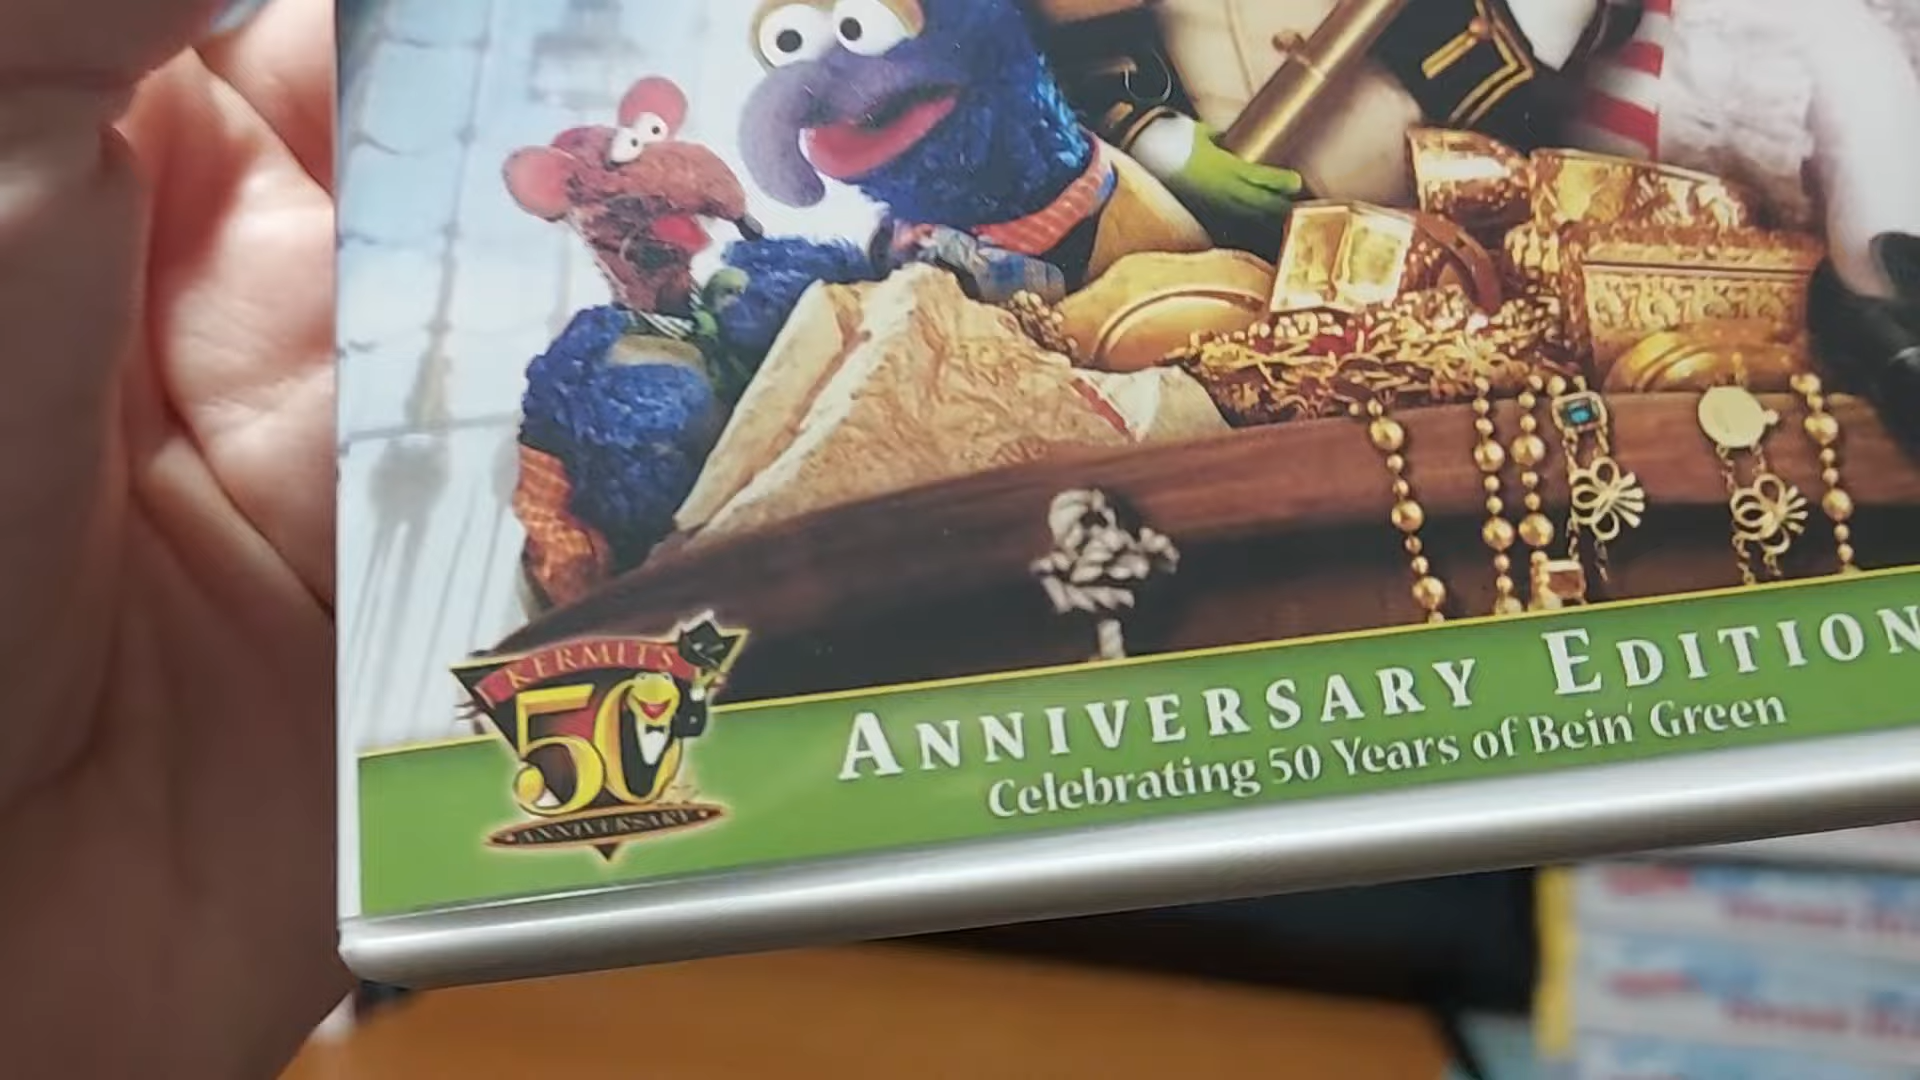 KERMIT'S
50
ANNIVERSARY
ANNIVERSARY EDITION
Celebrating 50 Years of Bein' Green